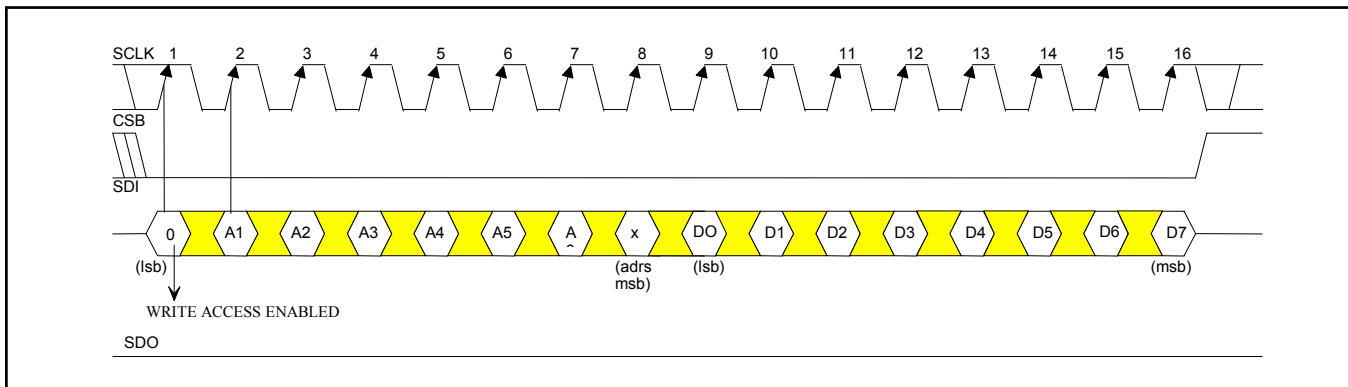 SCLK 1 2 3 4 5 6 7 8 9 10 11 12 13 14 15 16
CSB
SDI
0 A1 A2 A3 A4 A5 A x DO D1 D2 D3 D4 D5 D6 D7
(lsb) (adrs msb) (lsb) (msb)
WRITE ACCESS ENABLED
SDO